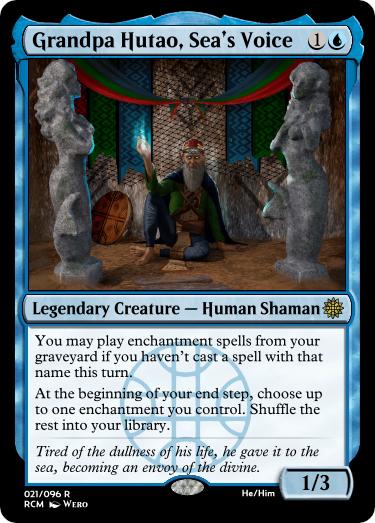 Grandpa Hutao, Sea's Voice 1
Legendary Creature — Human Shaman
You may play enchantment spells from your
graveyard if you haven't cast a spell with that
name this turn.
At the beginning of your end step, choose up
to one enchantment you control. Shuffle the
rest into your library.
Tired of the dullness of his life, he gave it to the
sea, becoming an envoy of the divine.
1/3
021/096 R He/Him
RCM Wero